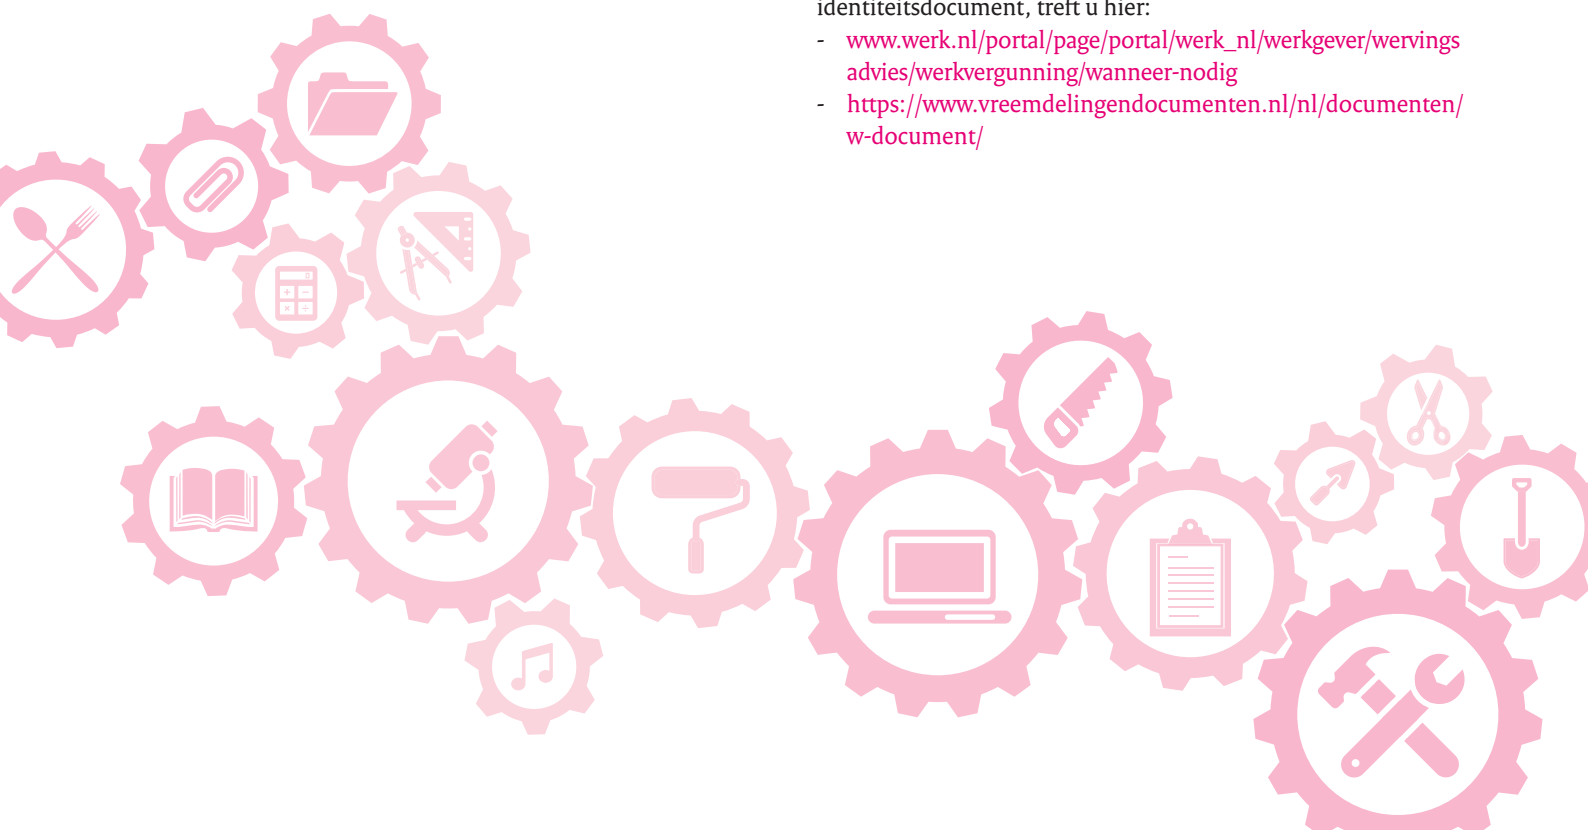 identiteitsdocument, treft u hier:
- www.werk.nl/portal/page/portal/werk_nl/werkgever/wervings
advies/werkvergunning/wanneer-nodig
- https://www.vreemdelingendocumenten.nl/nl/documenten/
w-document/